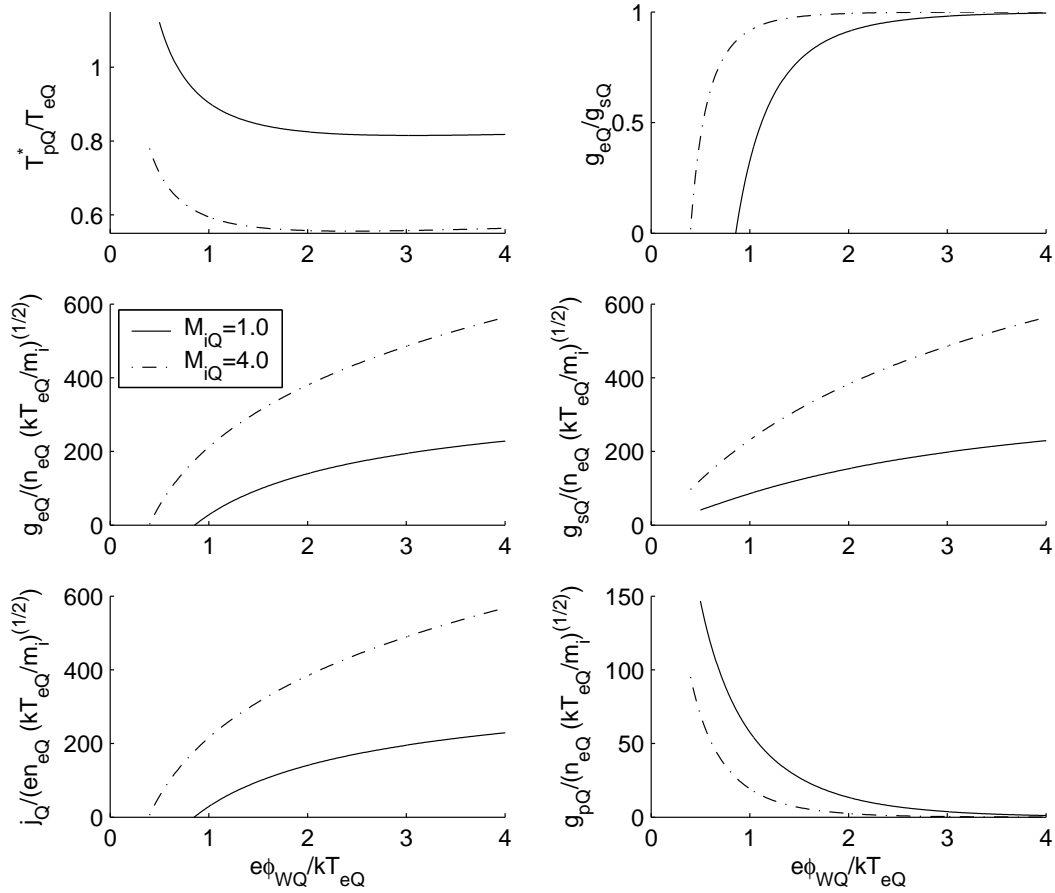 T*pQ/TeQ
1
0.8
0.6
0 1 2 3 4
geQ/gsQ
1
0.5
0
0 1 2 3 4
geQ/(neQ (kTeQ/mi)(1/2))
600
400
200
0
0 1 2 3 4
MiQ=1.0
MiQ=4.0
gsQ/(neQ (kTeQ/mi)(1/2))
600
400
200
0
0 1 2 3 4
jQ/(eneQ (kTeQ/mi)(1/2))
600
400
200
0
0 1 2 3 4
eϕWQ/kTeQ
gpQ/(neQ (kTeQ/mi)(1/2))
150
100
50
0
0 1 2 3 4
eϕWQ/kTeQ